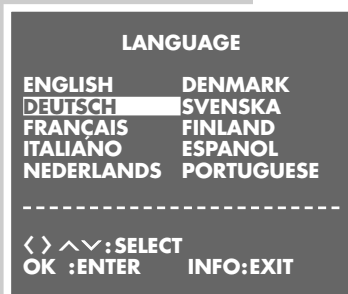 LANGUAGE
ENGLISH DENMARK
DEUTSCH SVENSKA
FRANÇAIS FINLAND
ITALIANO ESPANOL
NEDERLANDS PORTUGUESE
--------------------------
< > ∧∨:SELECT
OK :ENTER INFO:EXIT